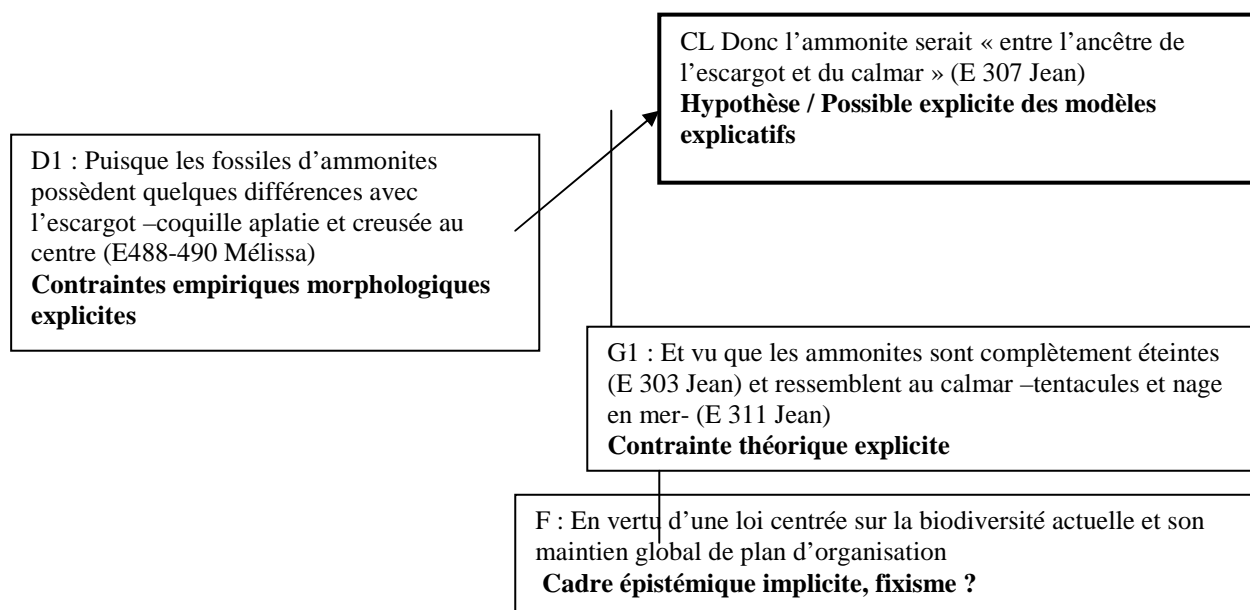 CL Donc l’ammonite serait « entre l’ancêtre de
l’escargot et du calmar » (E 307 Jean)
Hypothèse / Possible explicite des modèles
explicatifs
D1 : Puisque les fossiles d’ammonites
possèdent quelques différences avec
l’escargot –coquille aplatie et creusée au
centre (E488-490 Mélissa)
Contraintes empiriques morphologiques
explicites
G1 : Et vu que les ammonites sont complètement éteintes
(E 303 Jean) et ressemblent au calmar –tentacules et nage
en mer- (E 311 Jean)
Contrainte théorique explicite
F : En vertu d’une loi centrée sur la biodiversité actuelle et son
maintien global de plan d’organisation
Cadre épistémique implicite, fixisme ?